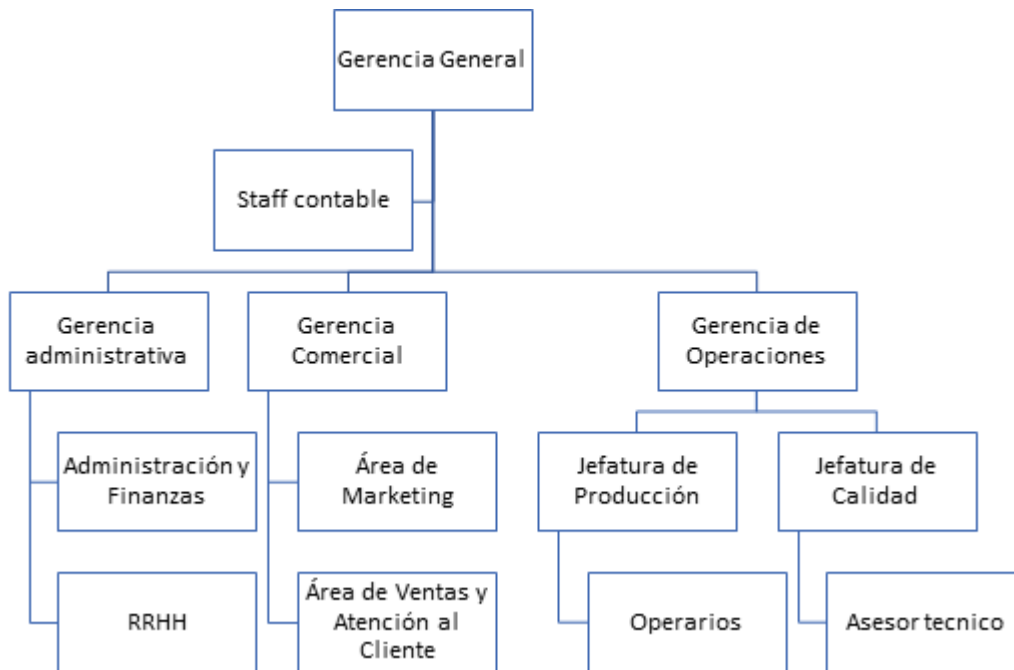 Gerencia General
Staff contable
Gerencia
administrativa
Gerencia
Comercial
Gerencia de
Operaciones
Administración y
Finanzas
Área de
Marketing
Jefatura de
Producción
Jefatura de
Calidad
RRHH
Área de Ventas y
Atención al
Cliente
Operarios
Asesor tecnico